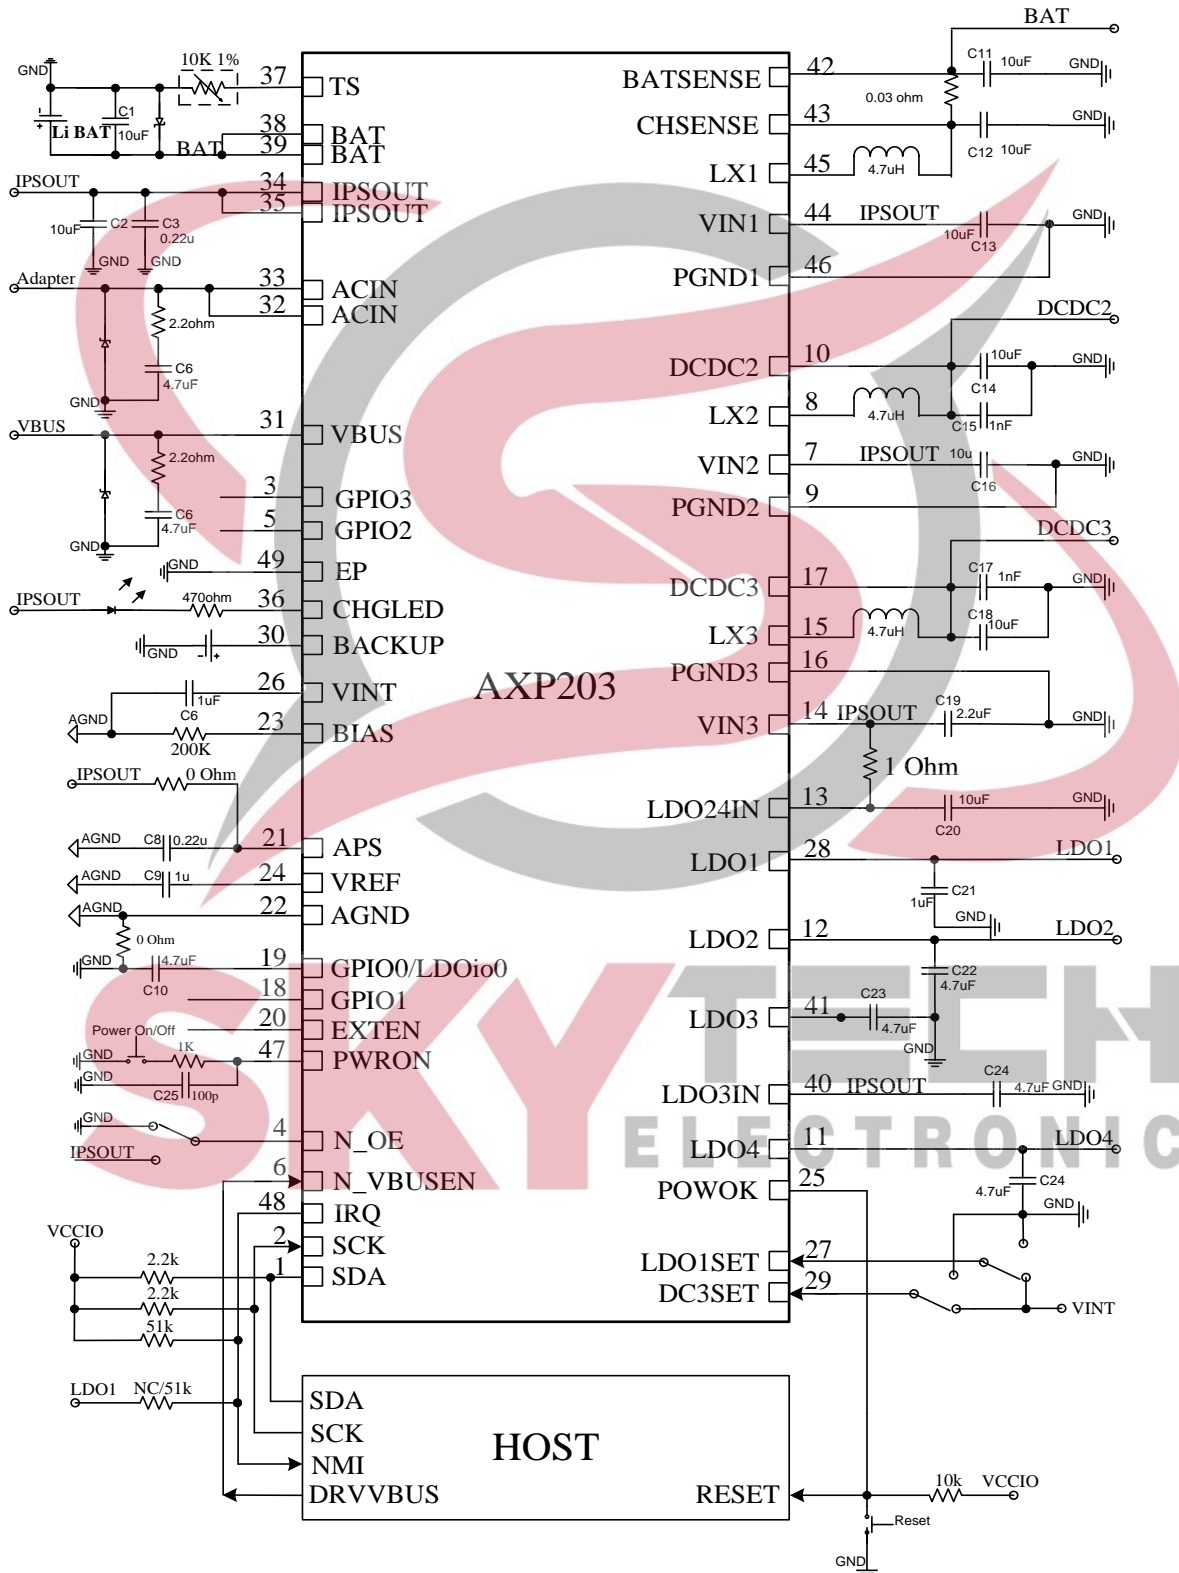 BAT
GND
10K 1%
37
TS
C1
10uF
Li BAT
38
BAT
39
BAT
BAT
IPSOUT
34
IPSOUT
35
IPSOUT
10uF
C2
C3
0.22u
GND
GND
Adapter
33
ACIN
32
ACIN
2.2ohm
C6
4.7uF
GND
VBUS
31
VBUS
2.2ohm
C6
4.7uF
GND
3
GPIO3
5
GPIO2
GND
49
EP
IPSOUT
470ohm
36
CHGLED
GND
30
BACKUP
26
VINT
1uF
C6
AGND
23
BIAS
200K
IPSOUT
0 Ohm
AGND
C8
0.22u
21
APS
AGND
C9
1u
24
VREF
AGND
22
AGND
0 Ohm
GND
4.7uF
C10
19
GPIO0/LDOio0
18
GPIO1
20
EXTEN
Power On/Off
GND
1K
47
PWRON
GND
C25
100p
GND
IPSOUT
4
N_OE
6
N_VBUSEN
48
IRQ
2
SCK
1
SDA
VCCIO
2.2k
2.2k
51k
LDO1
NC/51k
AXP203
BATSENSE
42
C11
10uF
GND
0.03 ohm
CHSENSE
43
C12
10uF
GND
LX1
45
4.7uH
VIN1
44
IPSOUT
10uF
C13
GND
PGND1
46
DCDC2
DCDC2
10
10uF
C14
GND
LX2
8
4.7uH
C15
1nF
VIN2
7
IPSOUT
10u
C16
GND
PGND2
9
DCDC3
DCDC3
17
C17
1nF
GND
LX3
15
4.7uH
C18
10uF
PGND3
16
VIN3
14
IPSOUT
C19
2.2uF
GND
1 Ohm
LDO24IN
13
10uF
C20
GND
LDO1
28
LDO1
C21
1uF
GND
LDO2
12
LDO2
C22
4.7uF
LDO3
41
C23
4.7uF
GND
LDO3IN
40
IPSOUT
C24
4.7uF
GND
LDO4
11
LDO4
C24
4.7uF
GND
POWOK
25
LDO1SET
27
DC3SET
29
VINT
SDA
SCK
NMI
DRVVBUS
HOST
RESET
10k
VCCIO
Reset
GND
SKYTECH
ELECTRONIC